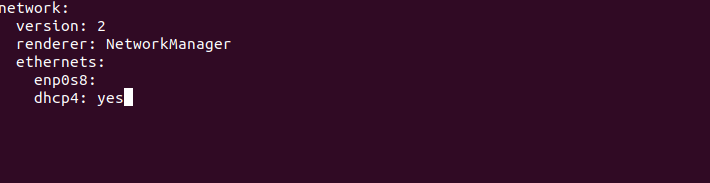 network:
  version: 2
  renderer: NetworkManager
  ethernets:
    enp0s8:
    dhcp4: yes